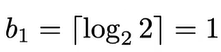 b₁ = ⌈log₂ 2⌉ = 1